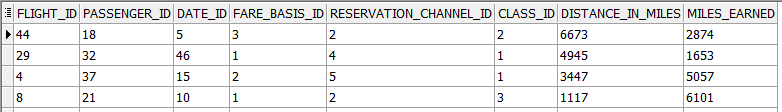 FLIGHT_ID PASSENGER_ID DATE_ID FARE_BASIS_ID RESERVATION_CHANNEL_ID CLASS_ID DISTANCE_IN_MILES MILES_EARNED
44 18 5 3 2 2 6673 2874
29 32 46 1 4 1 4945 1653
4 37 15 2 5 1 3447 5057
8 21 10 1 2 3 1117 6101